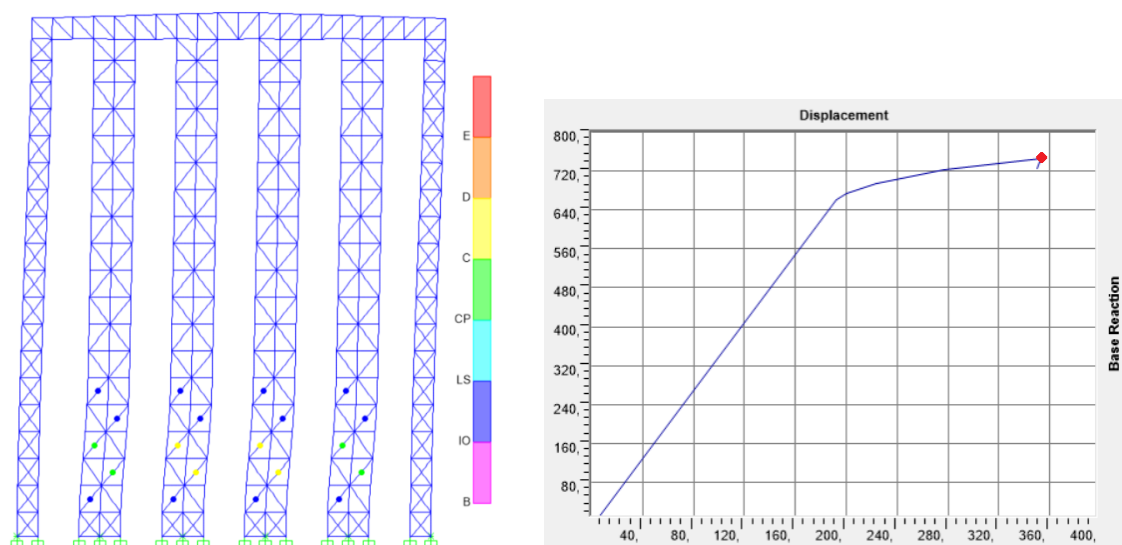 E
D
C
CP
LS
IO
B
Displacement
800,
720,
640,
560,
480,
400,
320,
240,
160,
80,
40, 80, 120, 160, 200, 240, 280, 320, 360, 400,
Base Reaction